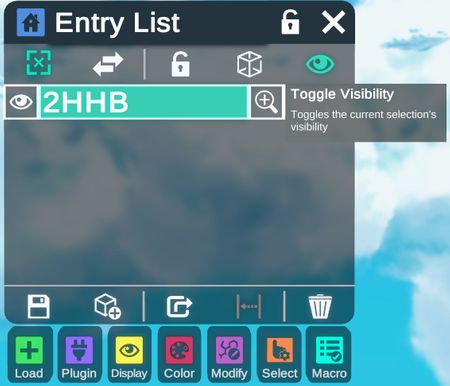 Entry List
2HHB
Toggle Visibility
Toggles the current selection's
visibility
Load
Plugin
Display
Color
Modify
Select
Macro